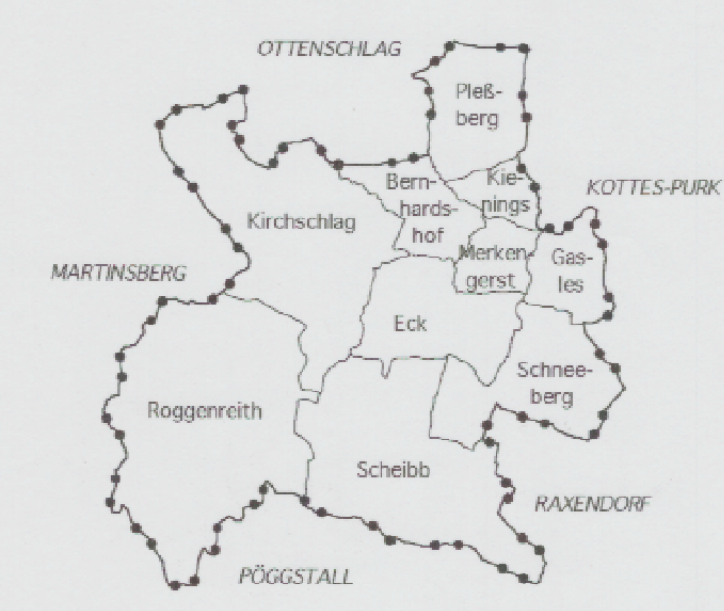 OTTENSCHLAG
Pleß-
berg
KOTTES-PURK
Kie-
nings
Bern-
hards-
hof
Kirchschlag
Merken-
gerst
Gas-
les
MARTINSBERG
Eck
Schnee-
berg
Roggenreith
Scheibb
RAXENDORF
PÖGGSTALL